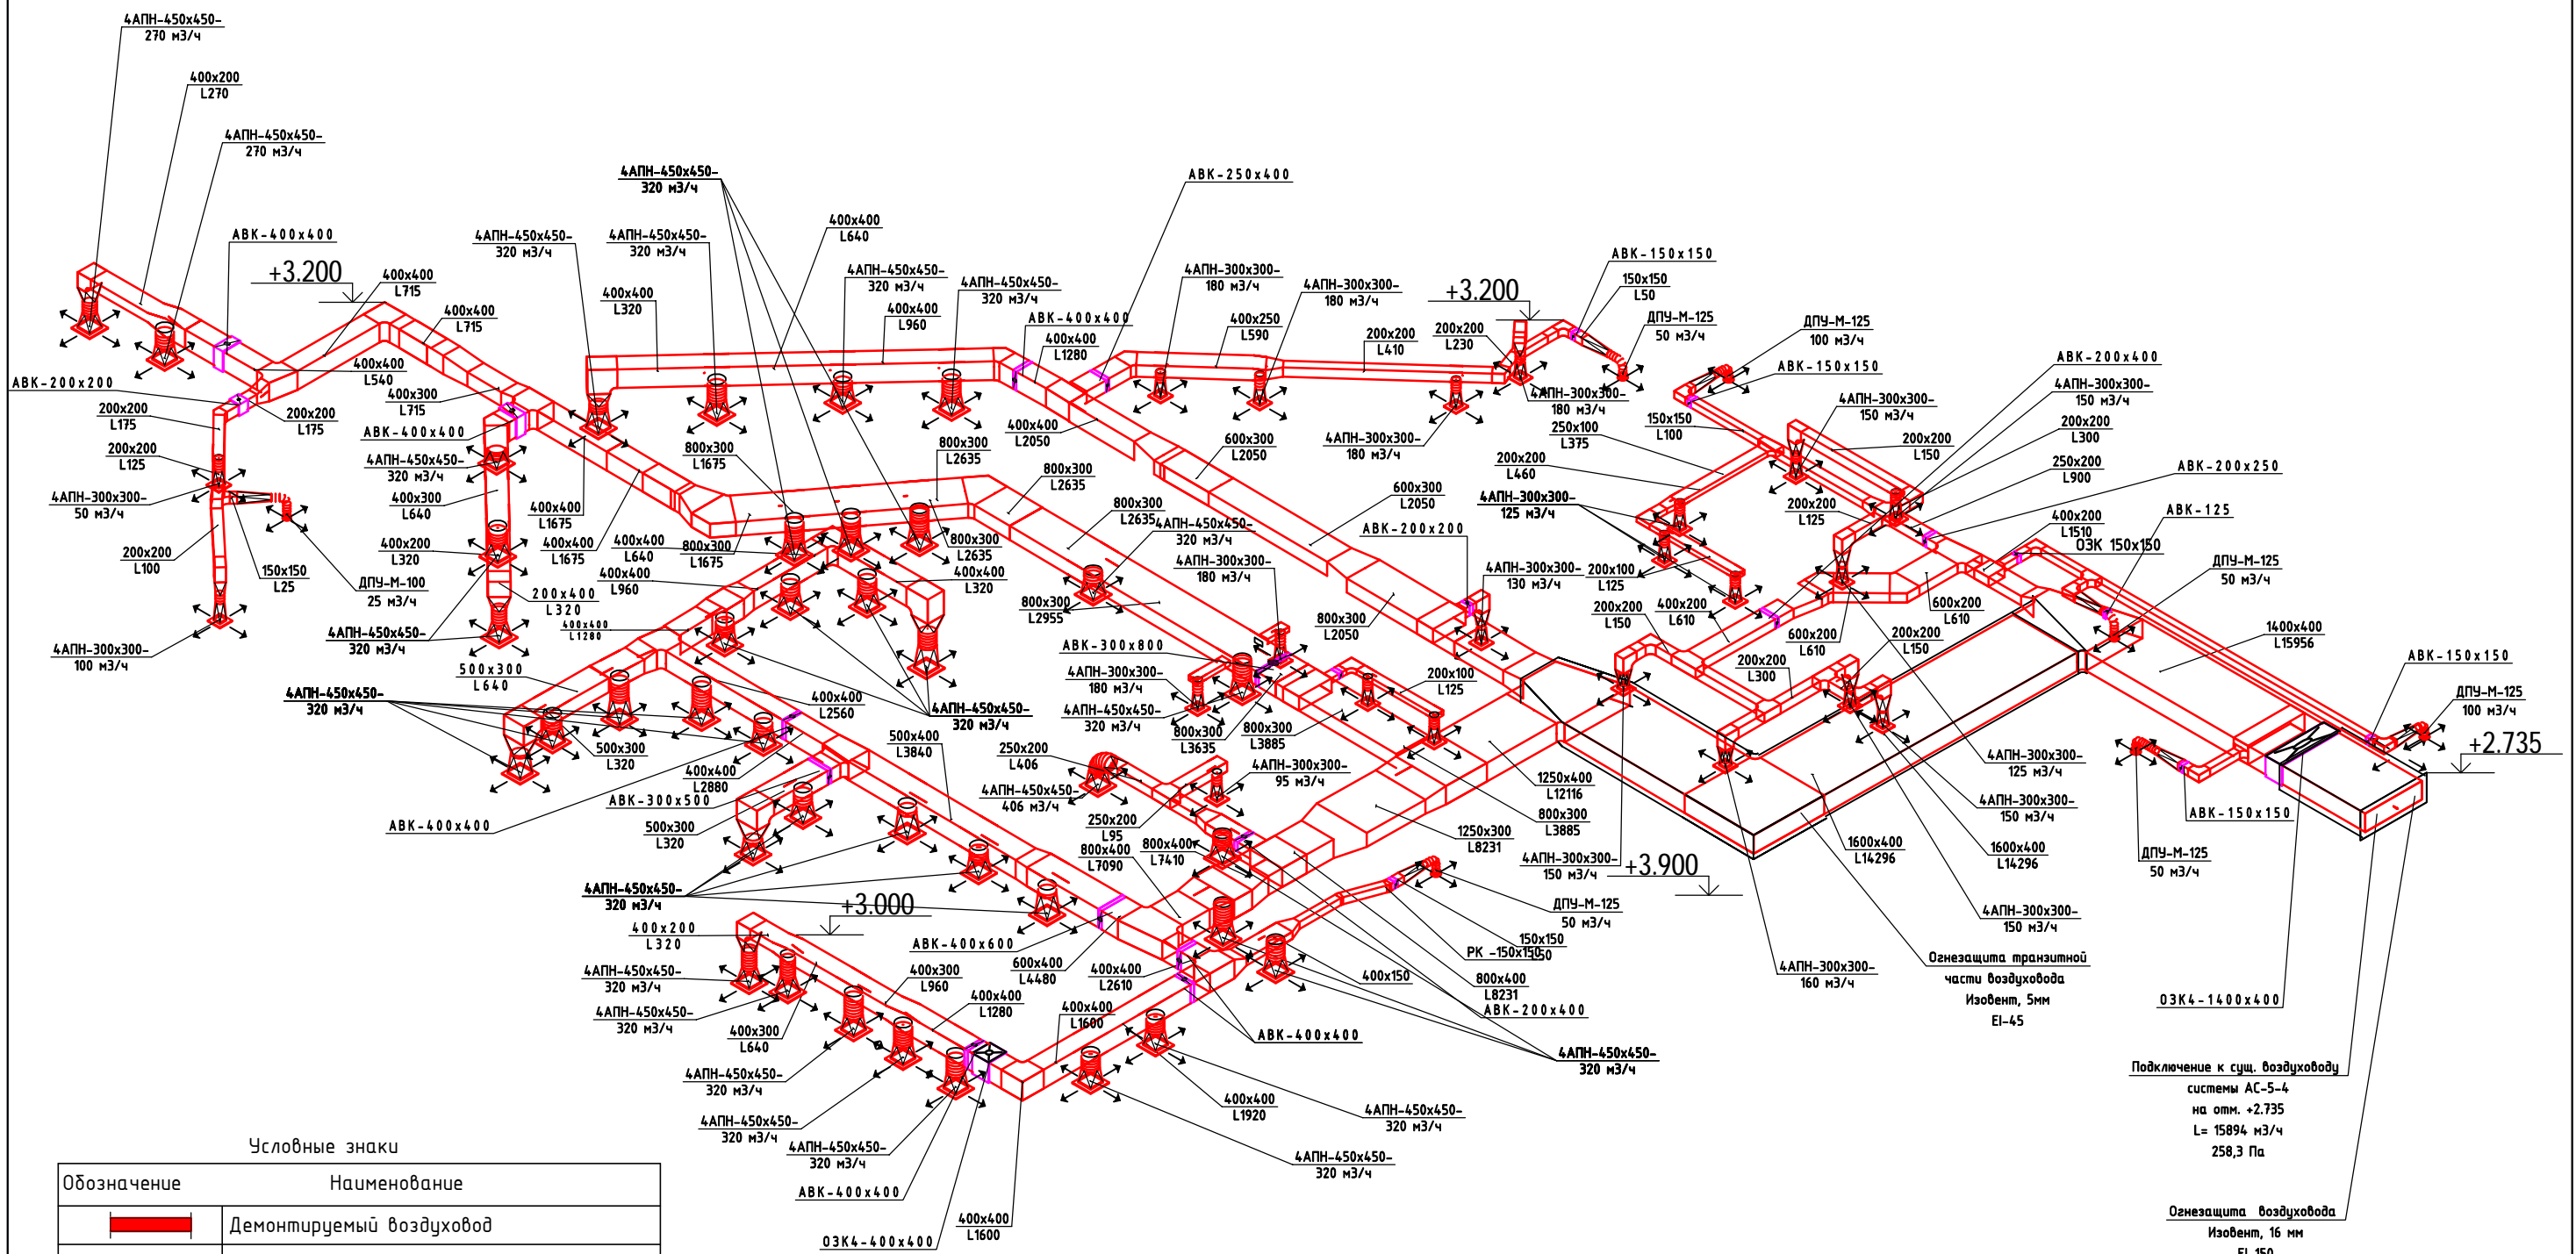 4АПН-450х450-
270 м3/ч
400х200
L270
4АПН-450х450-
270 м3/ч
АВК-400х400
+3.200
400х400
L715
400х400
L715
400х400
L540
400х300
L715
АВК-200х200
200х200
L175
200х200
L175
200х200
L125
4АПН-300х300-
50 м3/ч
200х200
L100
150х150
L25
ДПУ-М-100
25 м3/ч
4АПН-300х300-
100 м3/ч
АВК-400х400
4АПН-450х450-
320 м3/ч
400х300
L640
400х200
L320
4АПН-450х450-
320 м3/ч
200х400
L320
4АПН-450х450-
320 м3/ч
4АПН-450х450-
320 м3/ч
4АПН-450х450-
320 м3/ч
400х400
L640
400х400
L320
4АПН-450х450-
320 м3/ч
400х400
L960
4АПН-450х450-
320 м3/ч
АВК-250х400
АВК-400х400
400х400
L1280
4АПН-300х300-
180 м3/ч
4АПН-300х300-
180 м3/ч
400х250
L590
200х200
L410
+3.200
200х200
L230
АВК-150х150
150х150
L50
ДПУ-М-125
50 м3/ч
4АПН-300х300-
180 м3/ч
4АПН-300х300-
180 м3/ч
ДПУ-М-125
100 м3/ч
АВК-150х150
АВК-200х400
4АПН-300х300-
150 м3/ч
4АПН-300х300-
150 м3/ч
150х150
L100
250х100
L375
200х200
L460
4АПН-300х300-
125 м3/ч
200х200
L150
200х200
L300
250х200
L900
АВК-200х250
200х200
L125
400х200
L1510
АВК-125
ОЗК 150х150
ДПУ-М-125
50 м3/ч
400х400
L1675
400х400
L1675
800х300
L1675
800х300
L2635
400х400
L640
800х300
L1675
800х300
L2635
400х400
L960
400х400
L320
400х400
L1280
400х400
L2050
600х300
L2050
800х300
L2635
800х300
L2635
4АПН-450х450-
320 м3/ч
4АПН-300х300-
180 м3/ч
600х300
L2050
АВК-200х200
4АПН-300х300-
130 м3/ч
200х100
L125
800х300
L2955
800х300
L2050
АВК-300х800
4АПН-300х300-
180 м3/ч
4АПН-450х450-
320 м3/ч
200х100
L125
800х300
L3635
800х300
L3885
200х200
L150
400х200
L610
600х200
L610
200х200
L150
600х200
L610
200х200
L300
1400х400
L15956
АВК-150х150
ДПУ-М-125
100 м3/ч
+2.735
500х300
L640
4АПН-450х450-
320 м3/ч
400х400
L2560
4АПН-450х450-
320 м3/ч
500х300
L320
400х400
L2880
500х400
L3840
АВК-300х500
АВК-400х400
500х300
L320
4АПН-450х450-
320 м3/ч
250х200
L406
4АПН-450х450-
406 м3/ч
4АПН-300х300-
95 м3/ч
250х200
L95
800х400
L7090
800х400
L7410
1250х400
L12116
800х300
L3885
1250х300
L8231
4АПН-300х300-
150 м3/ч
+3.900
1600х400
L14296
1600х400
L14296
4АПН-300х300-
125 м3/ч
4АПН-300х300-
150 м3/ч
4АПН-300х300-
150 м3/ч
4АПН-300х300-
160 м3/ч
АВК-150х150
ДПУ-М-125
50 м3/ч
+3.000
400х200
L320
4АПН-450х450-
320 м3/ч
4АПН-450х450-
320 м3/ч
400х300
L960
АВК-400х600
600х400
L4480
400х400
L2610
400х400
L1280
400х300
L640
400х400
L1600
4АПН-450х450-
320 м3/ч
4АПН-450х450-
320 м3/ч
4АПН-450х450-
320 м3/ч
АВК-400х400
ОЗК4-400х400
400х400
L1600
АВК-400х400
400х400
L1920
4АПН-450х450-
320 м3/ч
4АПН-450х450-
320 м3/ч
400х150
РК -150х150
150х150
L50
ДПУ-М-125
50 м3/ч
800х400
L8231
АВК-200х400
4АПН-450х450-
320 м3/ч
Огнезащита транзитной
части воздуховода
Изовент, 5мм
EI-45
ОЗК4-1400х400
Подключение к сущ. воздуховоду
системы АС-5-4
на отм. +2.735
L= 15894 м3/ч
258,3 Па
Огнезащита воздуховода
Изовент, 16 мм
EI-150
Условные знаки
Обозначение Наименование
Демонтируемый воздуховод